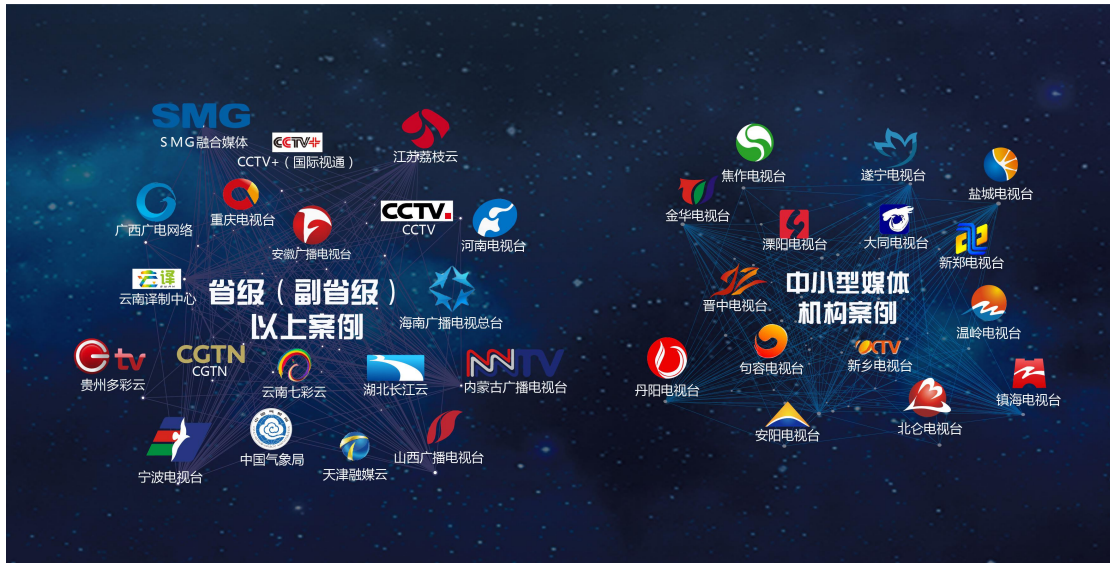 SMG
SMG融合媒体
CCTV+
CCTV+（国际视通）
江苏荔枝云
广西广电网络
重庆电视台
安徽广播电视台
CCTV.
CCTV
河南电视台
云译
云南译制中心
省级（副省级）
以上案例
海南广播电视总台
Gtv
贵州多彩云
CGTN
CGTN
云南七彩云
湖北长江云
NNTV
内蒙古广播电视台
宁波电视台
中国气象局
天津融媒云
山西广播电视台
焦作电视台
遂宁电视台
盐城电视台
金华电视台
溧阳电视台
大同电视台
新郑电视台
晋中电视台
中小型媒体
机构案例
温岭电视台
丹阳电视台
句容电视台
XTV
新乡电视台
镇海电视台
安阳电视台
北仑电视台